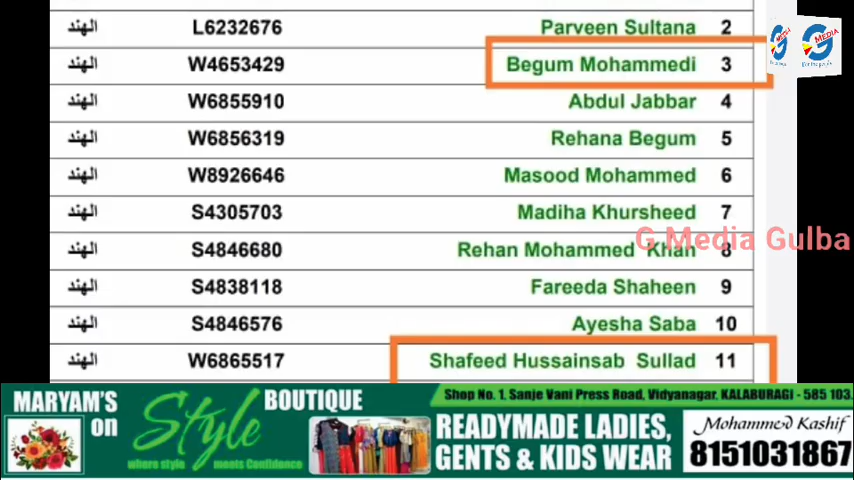 الهند L6232676 Parveen Sultana 2
الهند W4653429 Begum Mohammedi 3
الهند W6855910 Abdul Jabbar 4
الهند W6856319 Rehana Begum 5
الهند W8926646 Masood Mohammed 6
الهند S4305703 Madiha Khursheed 7
الهند S4846680 Rehan Mohammed Khan 8
الهند S4838118 Fareeda Shaheen 9
الهند S4846576 Ayesha Saba 10
الهند W6865517 Shafeed Hussainsab Sullad 11
G MEDIA
G Media Gulba
MARYAM'S
on
Style
BOUTIQUE
where style meets Confidence
Shop No. 1, Sanje Vani Press Road, Vidyanagar, KALABURAGI - 585 103.
READYMADE LADIES,
GENTS & KIDS WEAR
Mohammed Kashif
8151031867